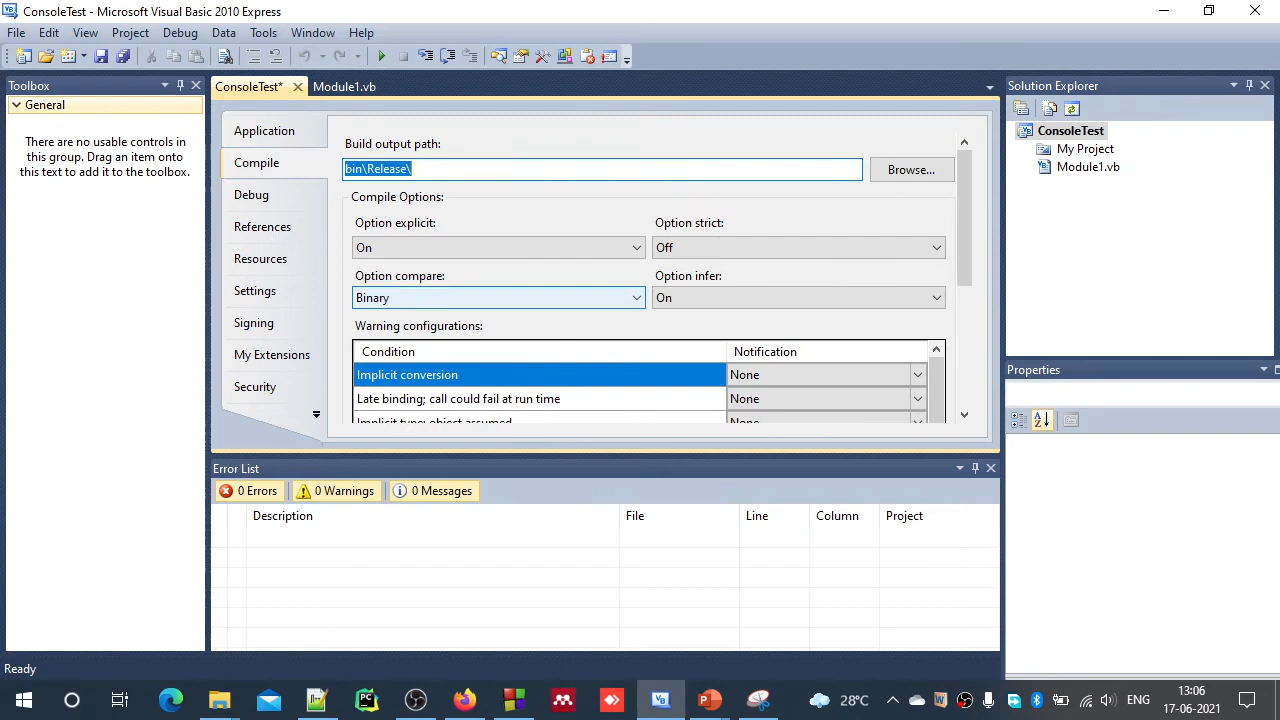 ConsoleTest - Microsoft Visual Basic 2010 Express
File Edit View Project Debug Data Tools Window Help
Toolbox
General
There are no usable controls in
this group. Drag an item onto
this text to add it to the toolbox.
ConsoleTest* Module1.vb
Application
Compile
Debug
References
Resources
Settings
Signing
My Extensions
Security
Build output path:
bin\Release\
Browse...
Compile Options:
Option explicit: Option strict:
On Off
Option compare: Option infer:
Binary On
Warning configurations:
Condition Notification
Implicit conversion None
Late binding; call could fail at run time None
Implicit type; object assumed None
Solution Explorer
ConsoleTest
My Project
Module1.vb
Properties
Error List
0 Errors 0 Warnings 0 Messages
Description File Line Column Project
Ready
28°C ENG 13:06
17-06-2021